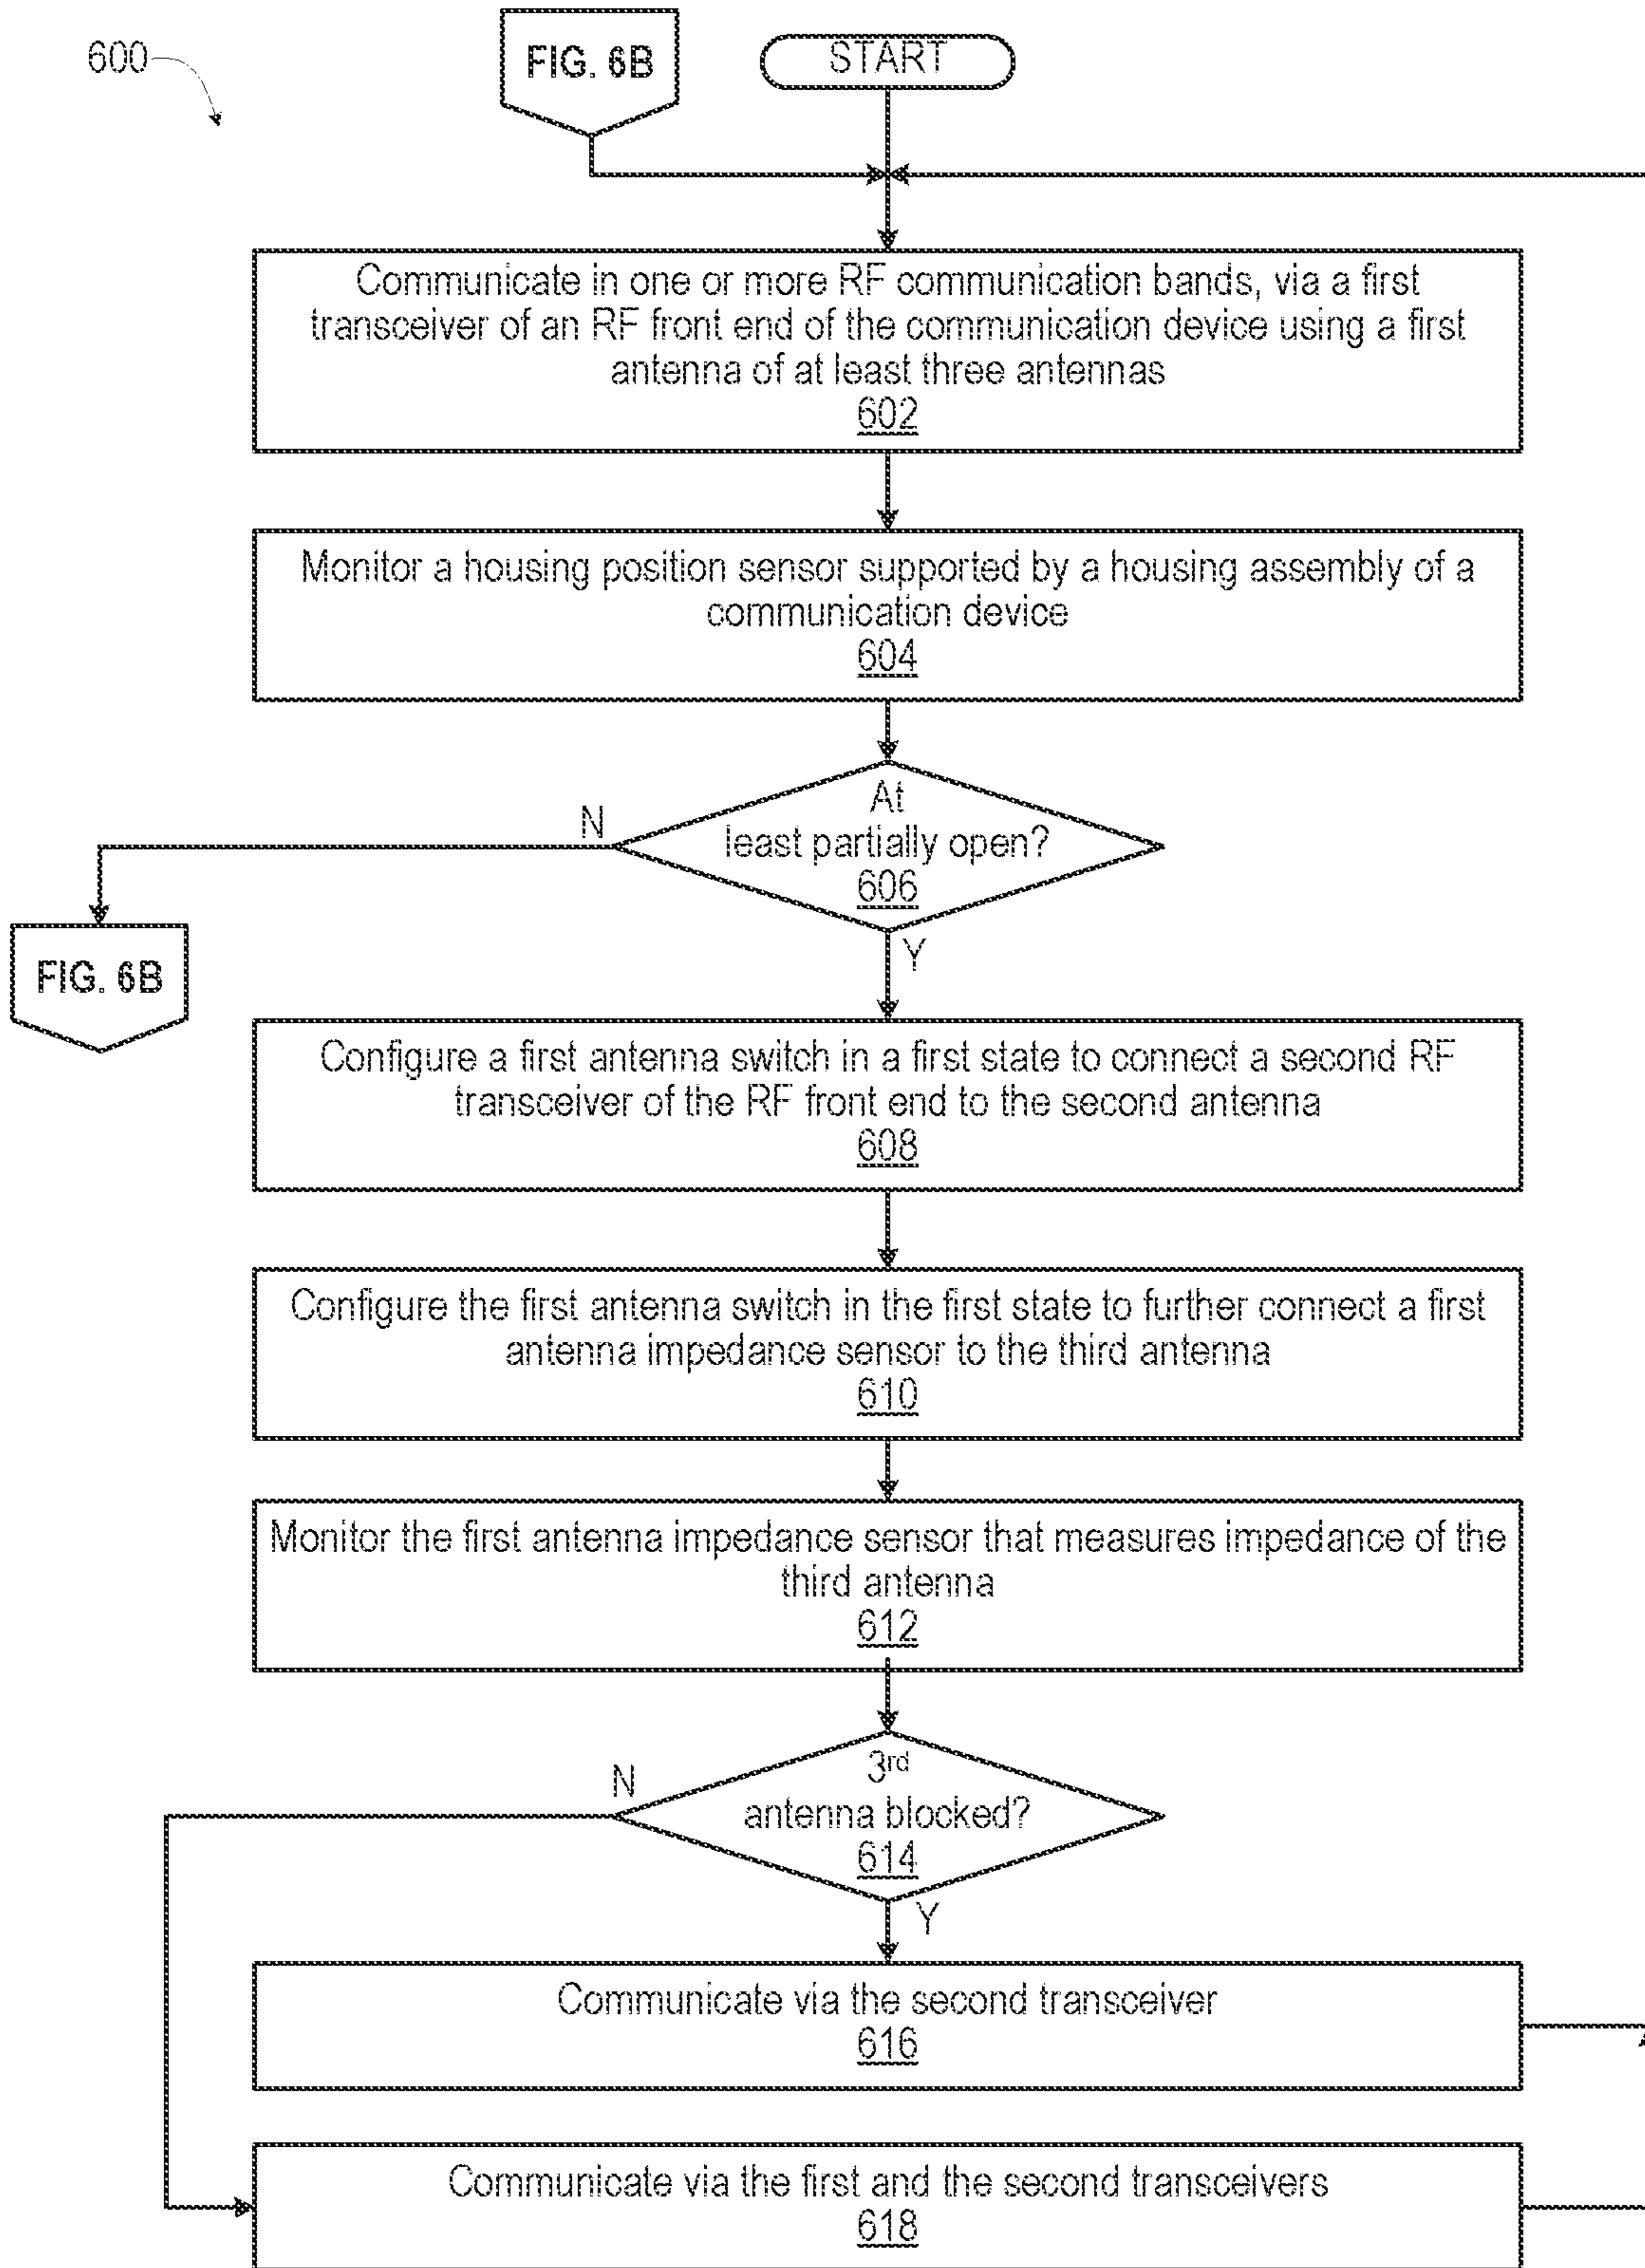 600
FIG. 6B
START
Communicate in one or more RF communication bands, via a first
transceiver of an RF front end of the communication device using a first
antenna of at least three antennas
602
Monitor a housing position sensor supported by a housing assembly of a
communication device
604
At
least partially open?
606
N
Y
FIG. 6B
Configure a first antenna switch in a first state to connect a second RF
transceiver of the RF front end to the second antenna
608
Configure the first antenna switch in the first state to further connect a first
antenna impedance sensor to the third antenna
610
Monitor the first antenna impedance sensor that measures impedance of the
third antenna
612
3rd
antenna blocked?
614
N
Y
Communicate via the second transceiver
616
Communicate via the first and the second transceivers
618